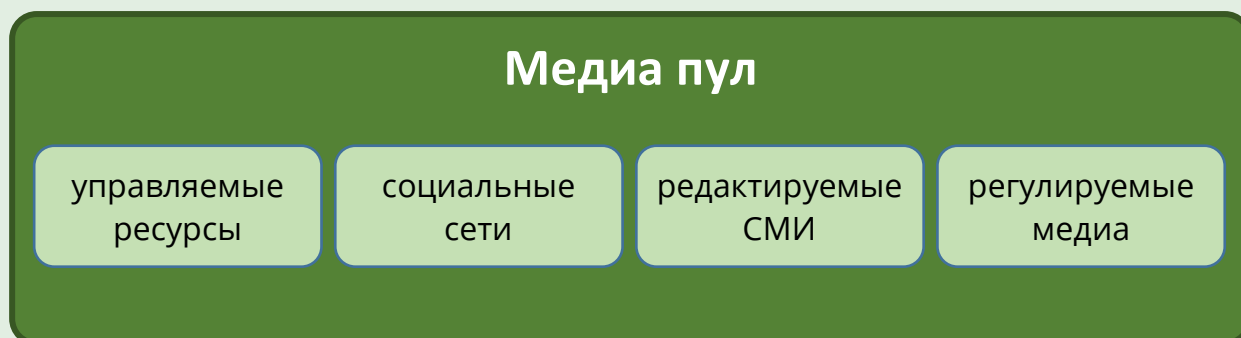 Медиа пул
управляемые
ресурсы
социальные
сети
редактируемые
СМИ
регулируемые
медиа